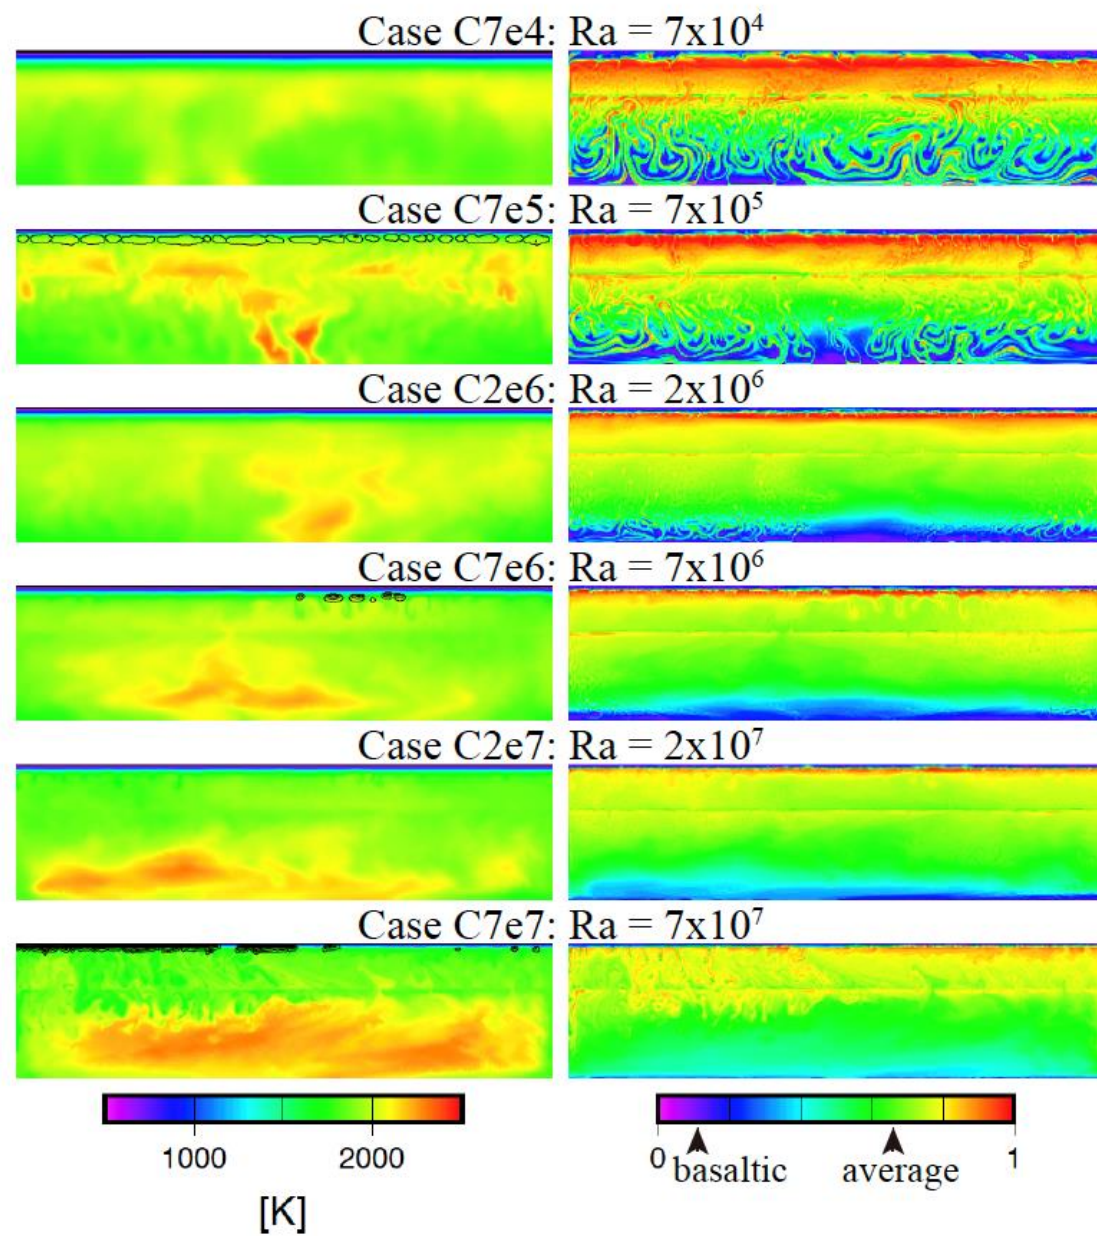 Case C7e4: Ra = 7x10⁴
Case C7e5: Ra = 7x10⁵
Case C2e6: Ra = 2x10⁶
Case C7e6: Ra = 7x10⁶
Case C2e7: Ra = 2x10⁷
Case C7e7: Ra = 7x10⁷
1000 2000
[K]
0 1
basaltic average